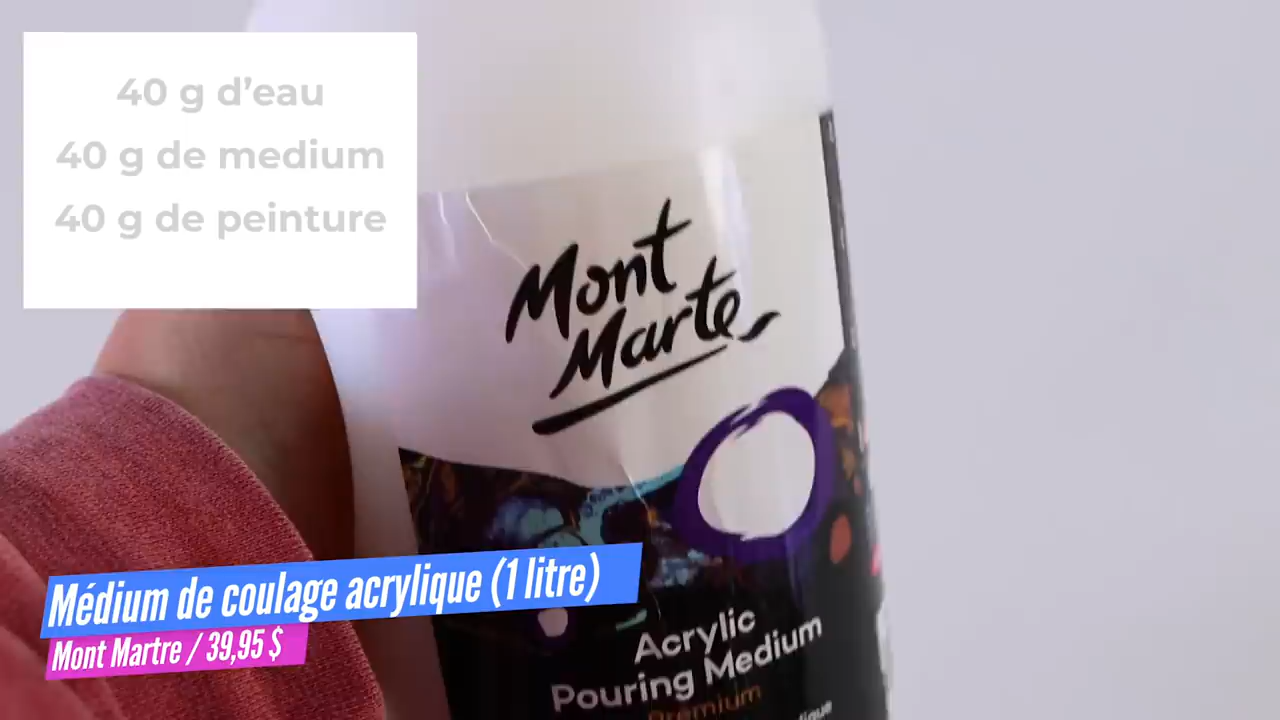 40 g d’eau
40 g de medium
40 g de peinture
Mont
Marte
Médium de coulage acrylique (1 litre)
Mont Martre / 39,95 $
Acrylic
Pouring Medium
Premium